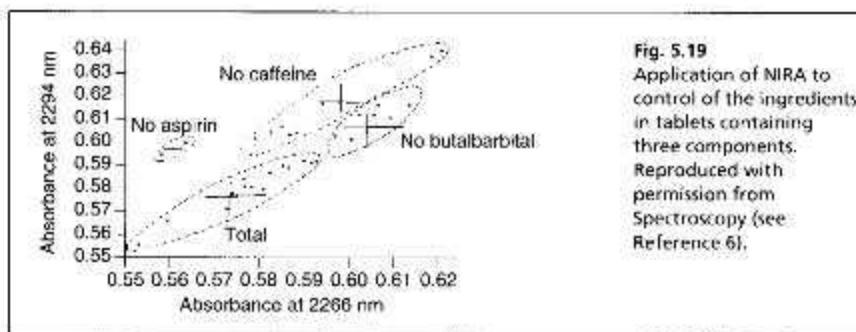 0.64
0.63
0.62
0.61
0.60
0.59
0.58
0.57
0.56
0.55
Absorbance at 2294 nm
No caffeine
No aspirin
No butalbarbital
Total
0.55 0.56 0.57 0.58 0.59 0.60 0.61 0.62
Absorbance at 2266 nm
Fig. 5.19
Application of NIRA to
control of the ingredients
in tablets containing
three components.
Reproduced with
permission from
Spectroscopy (see
Reference 6).